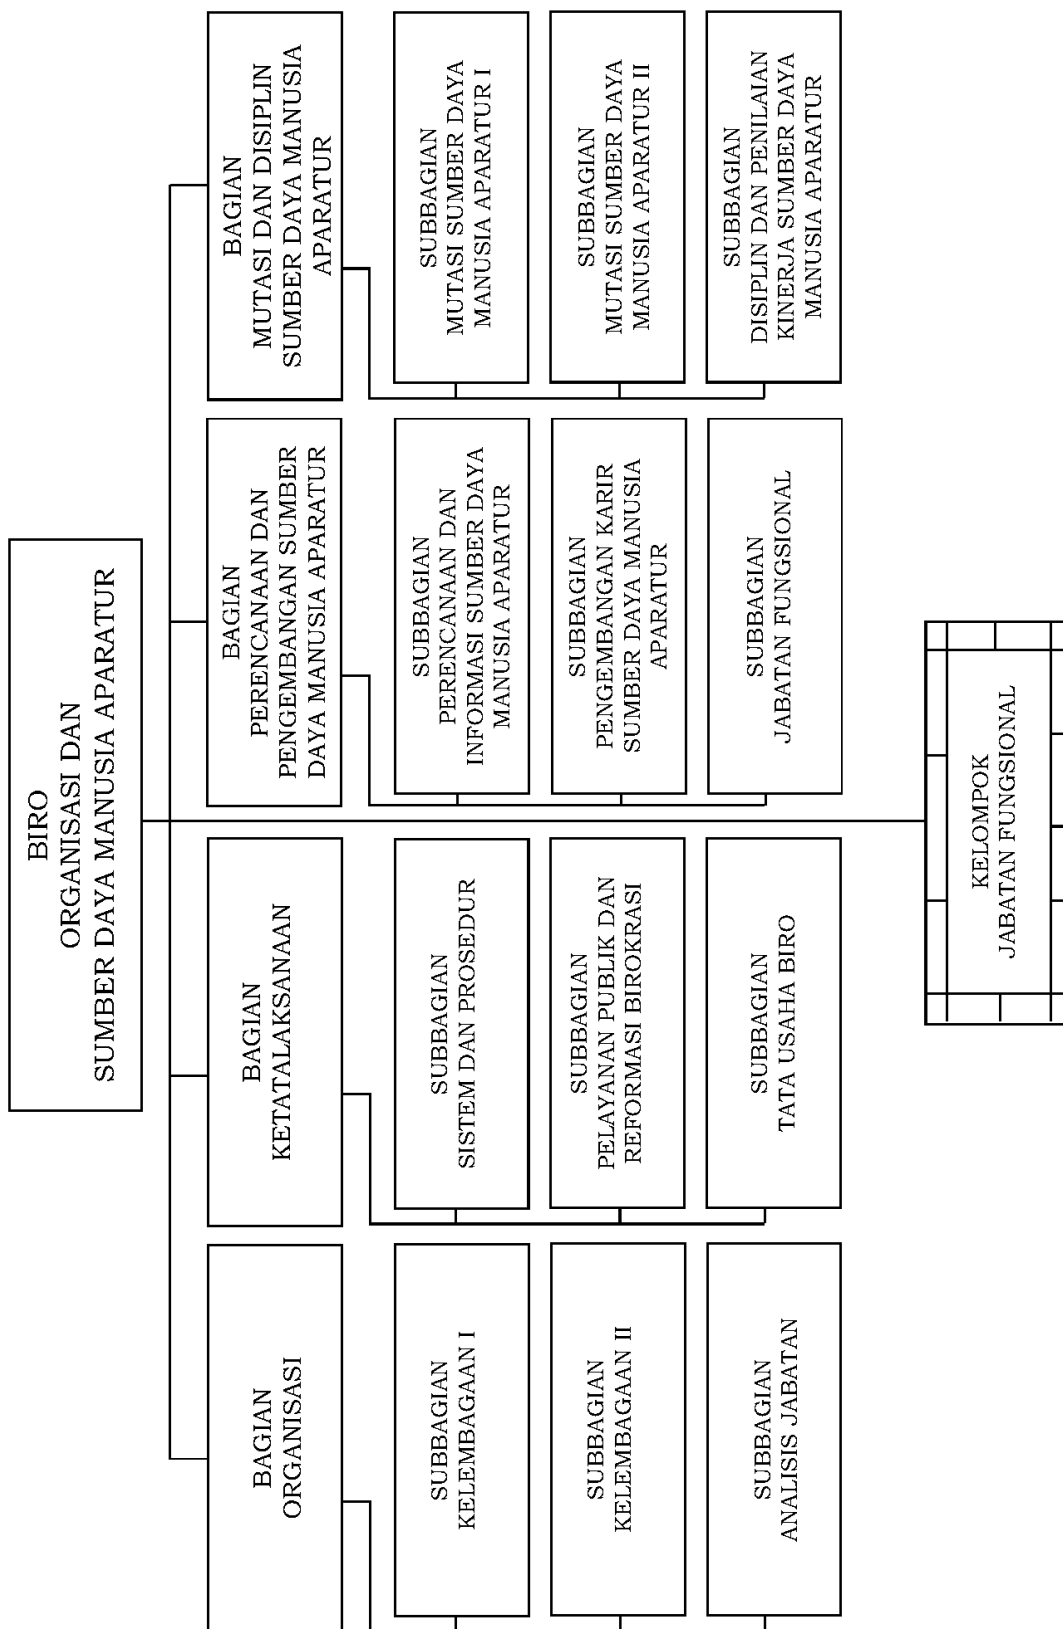 BIRO
ORGANISASI DAN
SUMBER DAYA MANUSIA APARATUR
BAGIAN
ORGANISASI
BAGIAN
KETATALAKSANAAN
BAGIAN
PERENCANAAN DAN
PENGEMBANGAN SUMBER
DAYA MANUSIA APARATUR
BAGIAN
MUTASI DAN DISIPLIN
SUMBER DAYA MANUSIA
APARATUR
SUBBAGIAN
KELEMBAGAAN I
SUBBAGIAN
SISTEM DAN PROSEDUR
SUBBAGIAN
PERENCANAAN DAN
INFORMASI SUMBER DAYA
MANUSIA APARATUR
SUBBAGIAN
MUTASI SUMBER DAYA
MANUSIA APARATUR I
SUBBAGIAN
KELEMBAGAAN II
SUBBAGIAN
PELAYANAN PUBLIK DAN
REFORMASI BIROKRASI
SUBBAGIAN
PENGEMBANGAN KARIR
SUMBER DAYA MANUSIA
APARATUR
SUBBAGIAN
MUTASI SUMBER DAYA
MANUSIA APARATUR II
SUBBAGIAN
ANALISIS JABATAN
SUBBAGIAN
TATA USAHA BIRO
SUBBAGIAN
JABATAN FUNGSIONAL
SUBBAGIAN
DISIPLIN DAN PENILAIAN
KINERJA SUMBER DAYA
MANUSIA APARATUR
KELOMPOK
JABATAN FUNGSIONAL